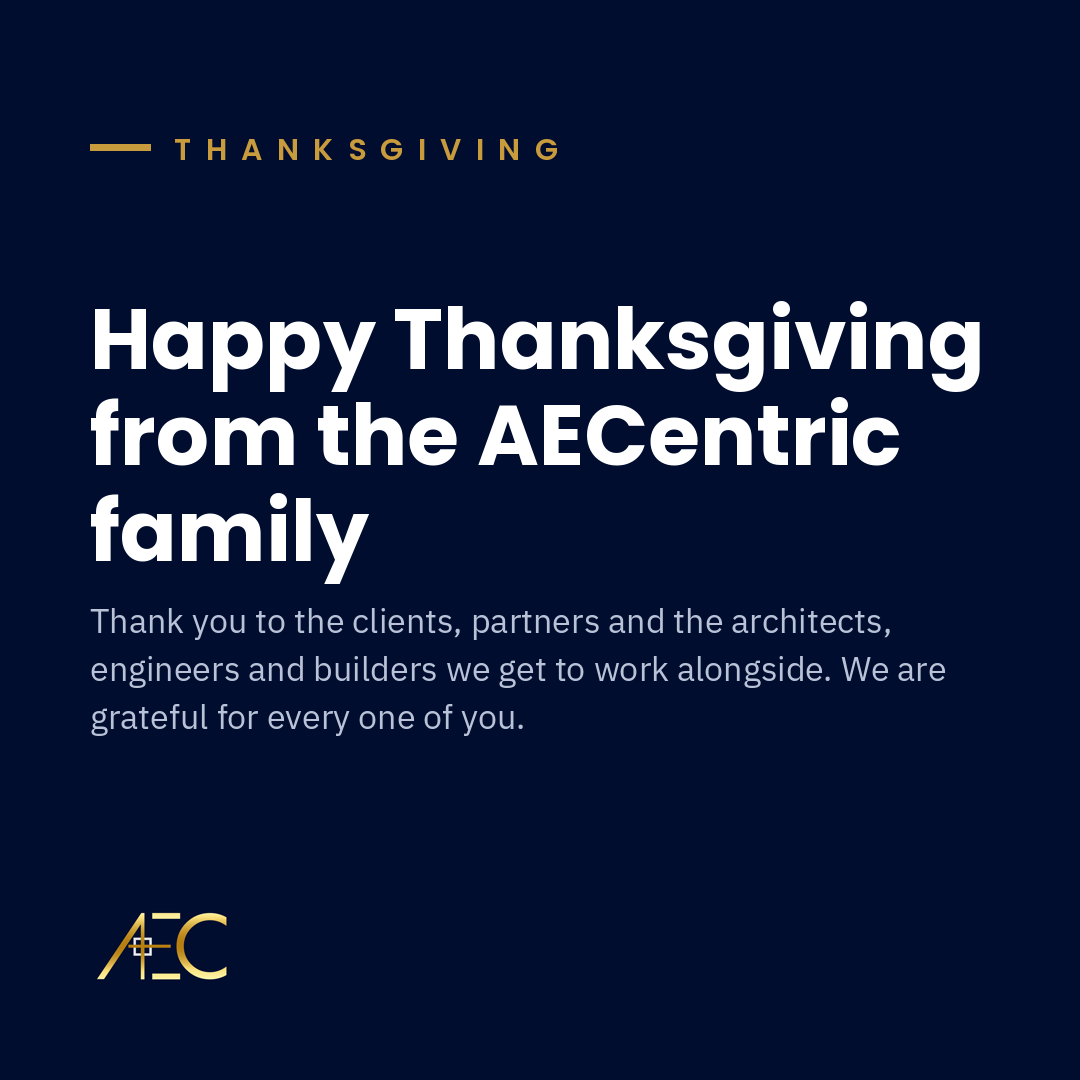 THANKSGIVING
Happy Thanksgiving
from the AECentric
family
Thank you to the clients, partners and the architects,
engineers and builders we get to work alongside. We are
grateful for every one of you.
AEC